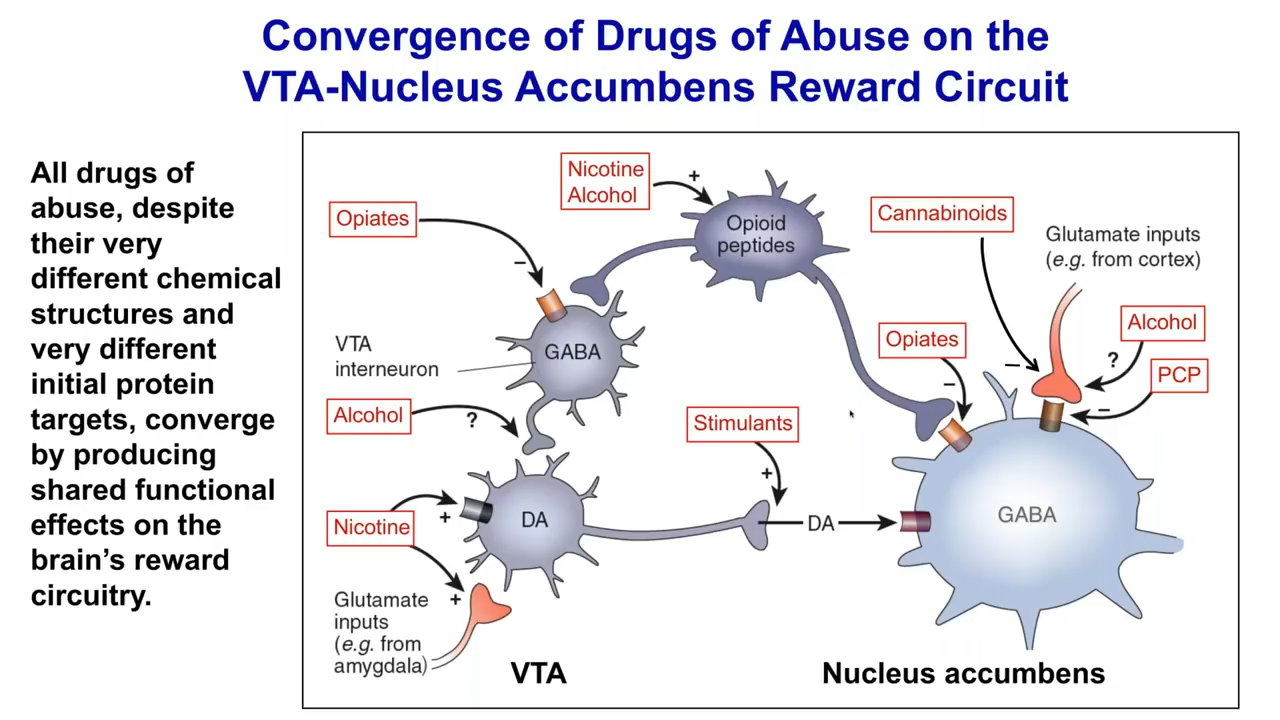 Convergence of Drugs of Abuse on the
VTA-Nucleus Accumbens Reward Circuit
All drugs of
abuse, despite
their very
different chemical
structures and
very different
initial protein
targets, converge
by producing
shared functional
effects on the
brain’s reward
circuitry.
Nicotine
Alcohol
+
Opioid
peptides
Opiates
–
Cannabinoids
–
Glutamate inputs
(e.g. from cortex)
VTA
interneuron
GABA
Opiates
–
Alcohol
?
PCP
–
Alcohol
?
Stimulants
+
Nicotine
+
+
DA
DA
GABA
Glutamate
inputs
(e.g. from
amygdala)
VTA
Nucleus accumbens